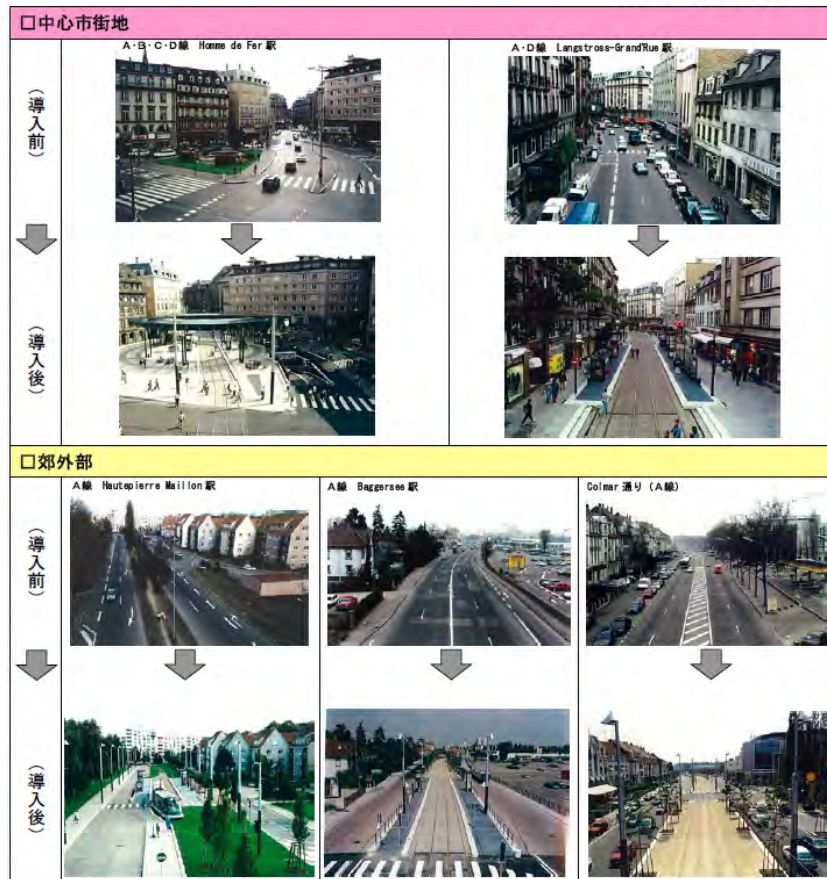 □中心市街地
A・B・C・D線 Homme de Fer 駅
A・D線 Langstross-Grand'Rue 駅
（導入前）
（導入後）
□郊外部
A線 Hautepierre Maillon 駅
A線 Baggersee 駅
Colmar 通り（A線）
（導入前）
（導入後）